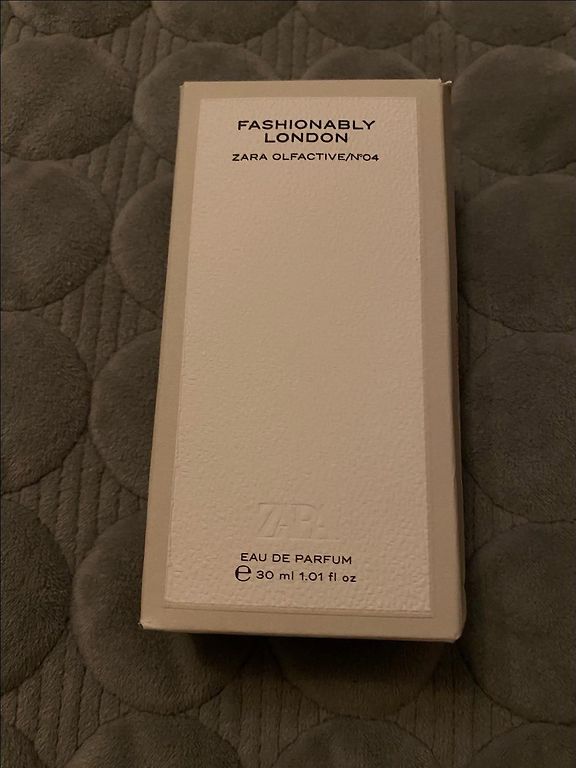 FASHIONABLY
LONDON
ZARA OLFACTIVE/Nº04
ZARA
EAU DE PARFUM
℮ 30 ml 1.01 fl oz